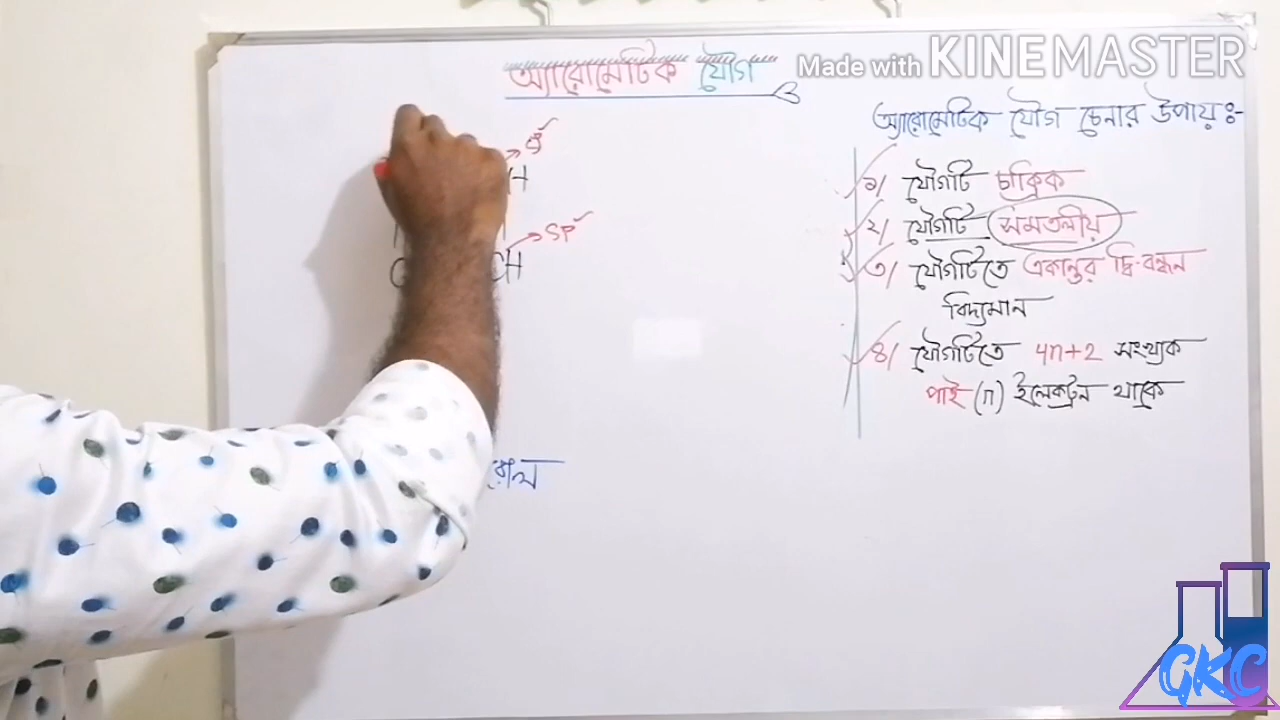 Made with KINEMASTER
অ্যারোমেটিক যৌগ
অ্যারোমেটিক যৌগ চেনার উপায়ঃ-
১/ যৌগটি চাক্রিক
২/ যৌগটি সমতলীয়
৩/ যৌগটিতে একান্তর দ্বি-বন্ধন
বিদ্যমান
৪/ যৌগটিতে 4n+2 সংখ্যক
পাই (π) ইলেকট্রন থাকে
H
SP²
CH
GKC